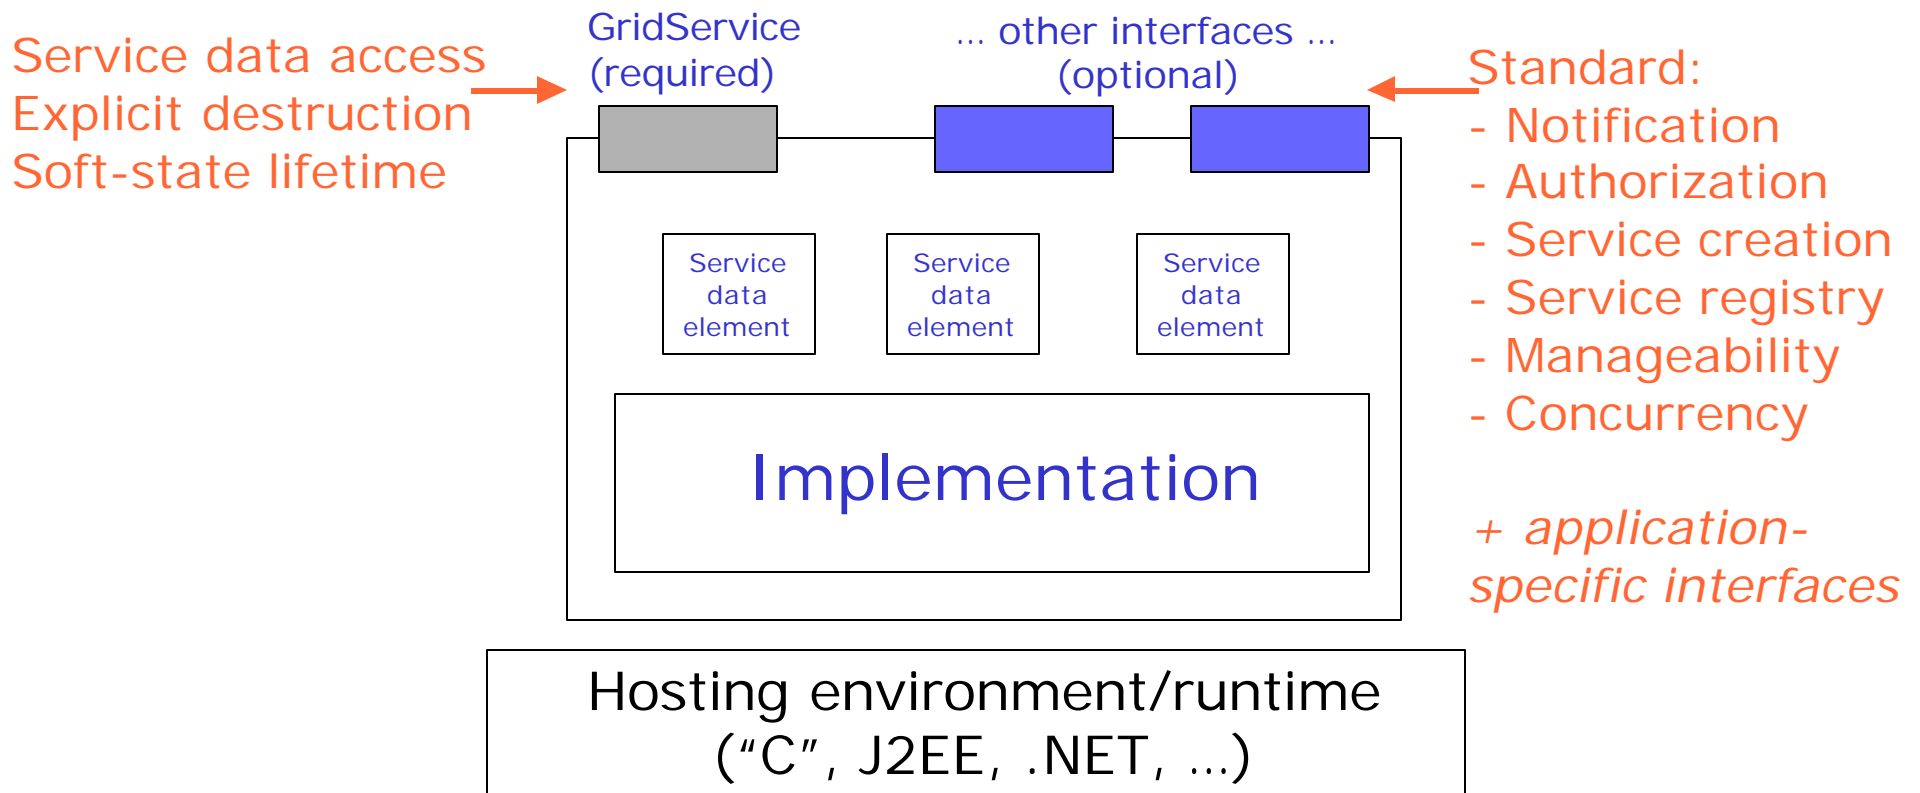 Service data access
Explicit destruction
Soft-state lifetime
GridService
(required)
... other interfaces ...
(optional)
Standard:
- Notification
- Authorization
- Service creation
- Service registry
- Manageability
- Concurrency
+ application-
specific interfaces
Service
data
element
Service
data
element
Service
data
element
Implementation
Hosting environment/runtime
(“C”, J2EE, .NET, …)